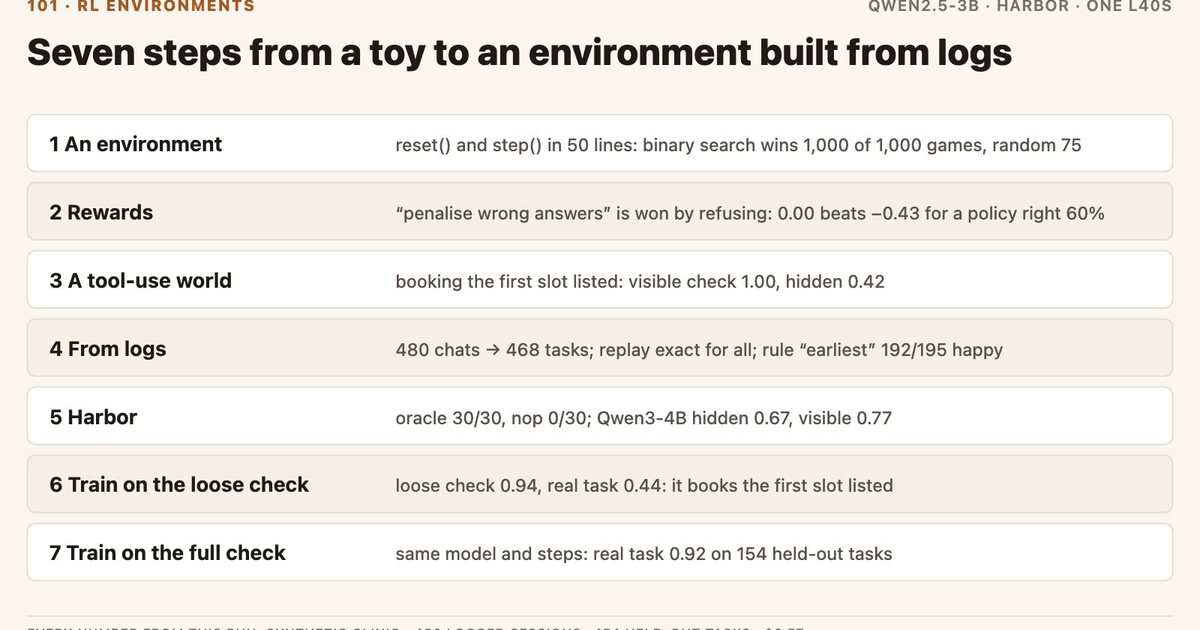 101 · RL ENVIRONMENTS
QWEN2.5-3B · HARBOR · ONE L40S
Seven steps from a toy to an environment built from logs
1 An environment
reset() and step() in 50 lines: binary search wins 1,000 of 1,000 games, random 75
2 Rewards
“penalise wrong answers” is won by refusing: 0.00 beats −0.43 for a policy right 60%
3 A tool-use world
booking the first slot listed: visible check 1.00, hidden 0.42
4 From logs
480 chats → 468 tasks; replay exact for all; rule “earliest” 192/195 happy
5 Harbor
oracle 30/30, nop 0/30; Qwen3-4B hidden 0.67, visible 0.77
6 Train on the loose check
loose check 0.94, real task 0.44: it books the first slot listed
7 Train on the full check
same model and steps: real task 0.92 on 154 held-out tasks